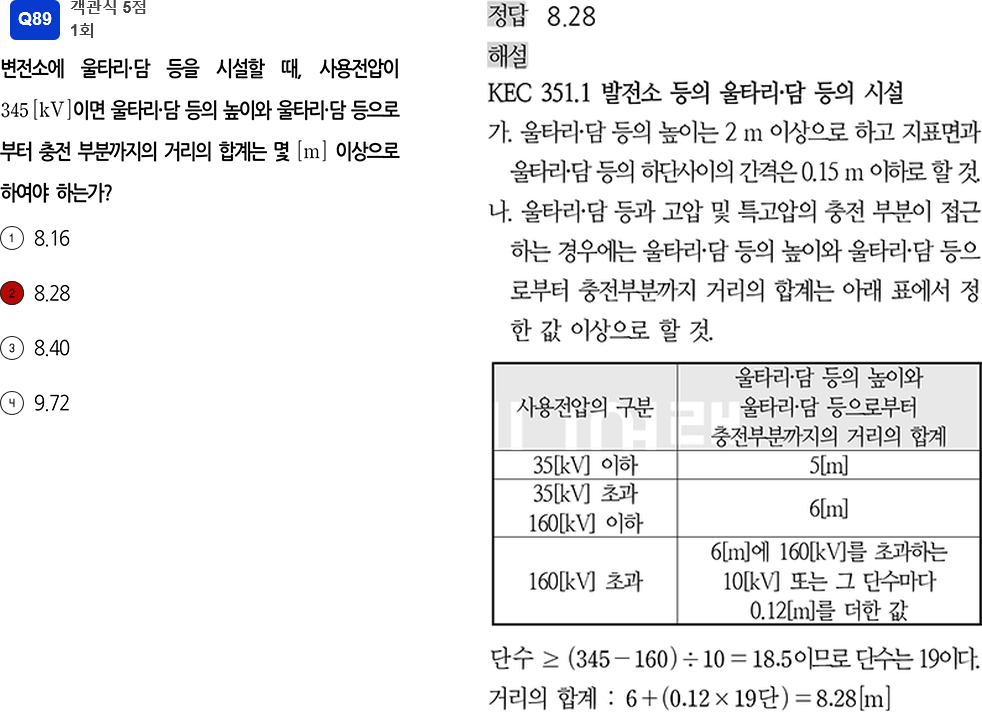 Q89
객관식 5점
1회
변전소에 울타리·담 등을 시설할 때, 사용전압이
345 [kV]이면 울타리·담 등의 높이와 울타리·담 등으로
부터 충전 부분까지의 거리의 합계는 몇 [m] 이상으로
하여야 하는가?
1 8.16
2 8.28
3 8.40
4 9.72
정답 8.28
해설
KEC 351.1 발전소 등의 울타리·담 등의 시설
가. 울타리·담 등의 높이는 2 m 이상으로 하고 지표면과
울타리·담 등의 하단사이의 간격은 0.15 m 이하로 할 것.
나. 울타리·담 등과 고압 및 특고압의 충전 부분이 접근
하는 경우에는 울타리·담 등의 높이와 울타리·담 등으
로부터 충전부분까지 거리의 합계는 아래 표에서 정
한 값 이상으로 할 것.
사용전압의 구분
울타리·담 등의 높이와
울타리·담 등으로부터
충전부분까지의 거리의 합계
35[kV] 이하
5[m]
35[kV] 초과
160[kV] 이하
6[m]
160[kV] 초과
6[m]에 160[kV]를 초과하는
10[kV] 또는 그 단수마다
0.12[m]를 더한 값
단수 ≥ (345-160)÷10=18.5이므로 단수는 19이다.
거리의 합계 : 6+(0.12×19단)=8.28[m]